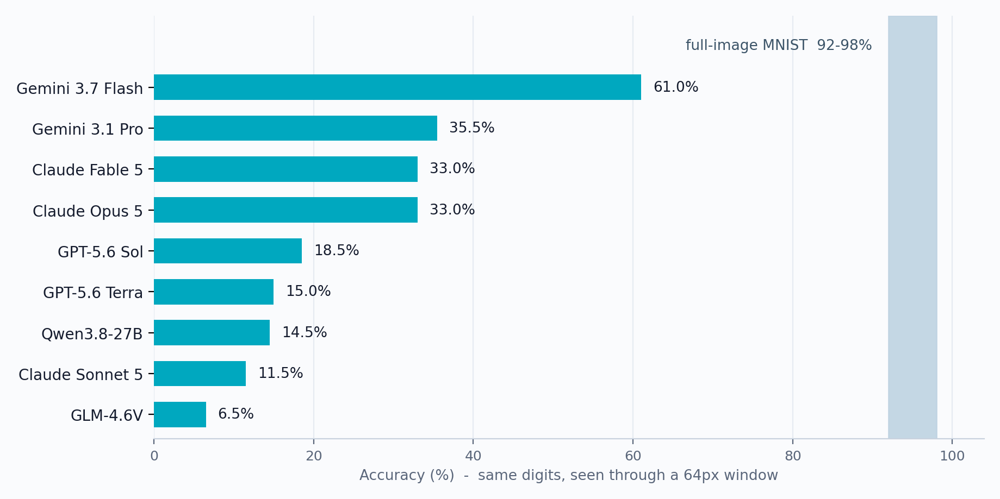 full-image MNIST  92-98%
Gemini 3.7 Flash 61.0%
Gemini 3.1 Pro 35.5%
Claude Fable 5 33.0%
Claude Opus 5 33.0%
GPT-5.6 Sol 18.5%
GPT-5.6 Terra 15.0%
Qwen3.8-27B 14.5%
Claude Sonnet 5 11.5%
GLM-4.6V 6.5%
0 20 40 60 80 100
Accuracy (%)  -  same digits, seen through a 64px window